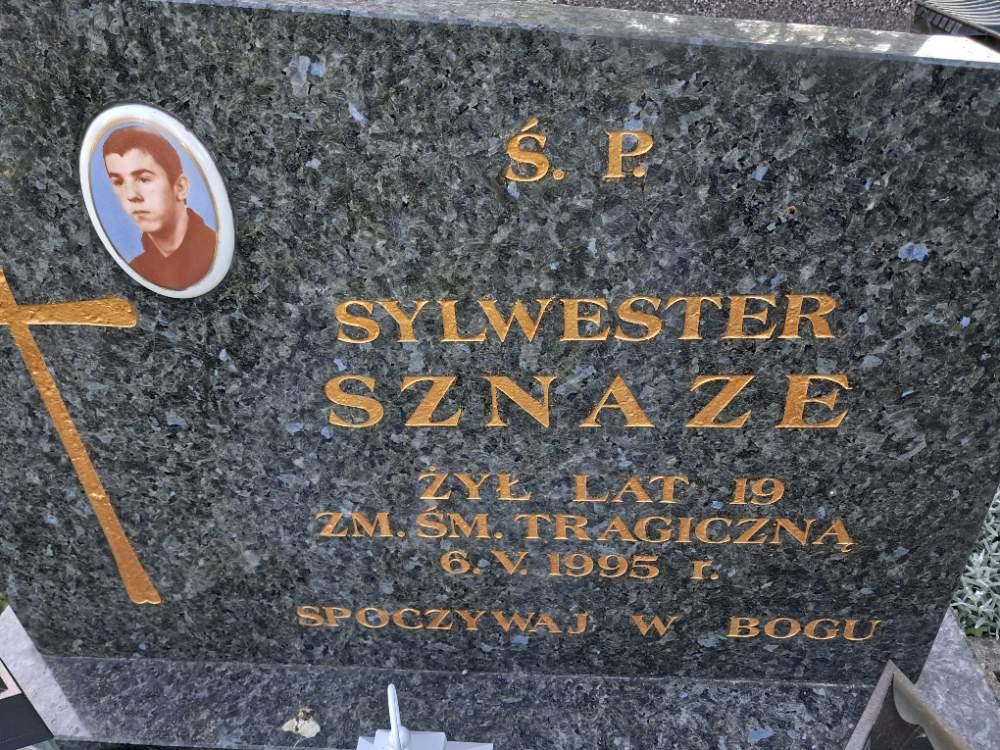 Ś. P.
SYLWESTER
SZNAZE
ŻYŁ LAT 19
ZM. ŚM. TRAGICZNĄ
6. V. 1995 r.
SPOCZYWAJ W BOGU